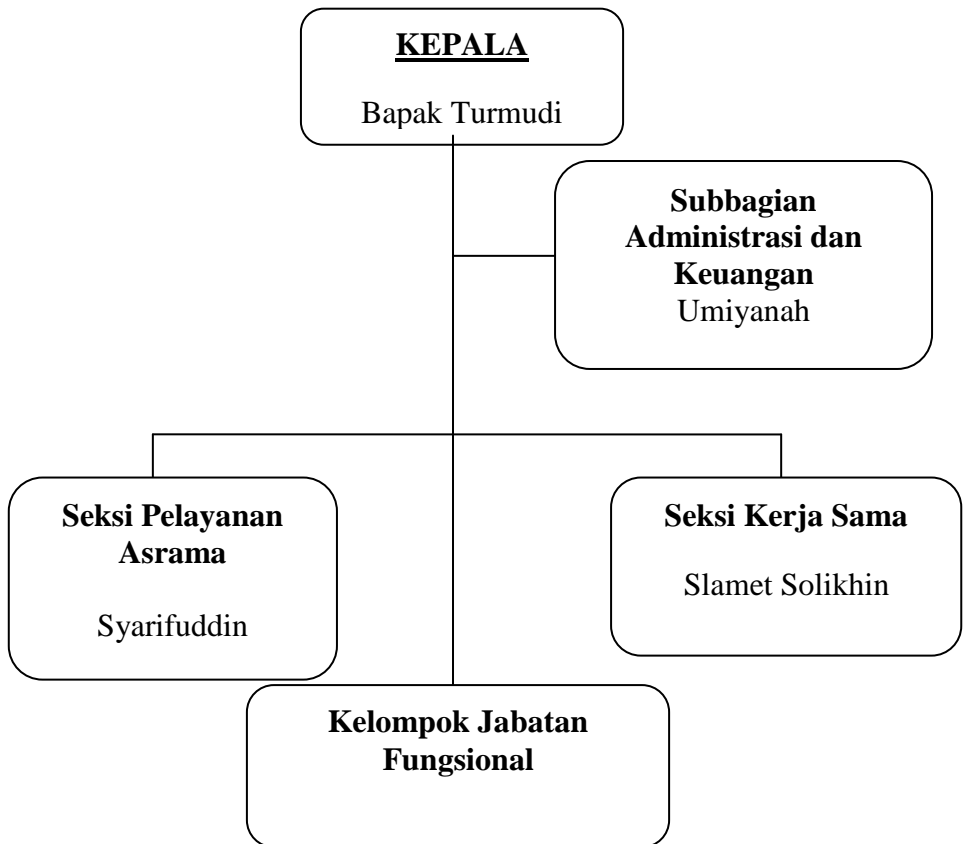 KEPALA
Bapak Turmudi
Subbagian
Administrasi dan
Keuangan
Umiyanah
Seksi Pelayanan
Asrama
Syarifuddin
Seksi Kerja Sama
Slamet Solikhin
Kelompok Jabatan
Fungsional